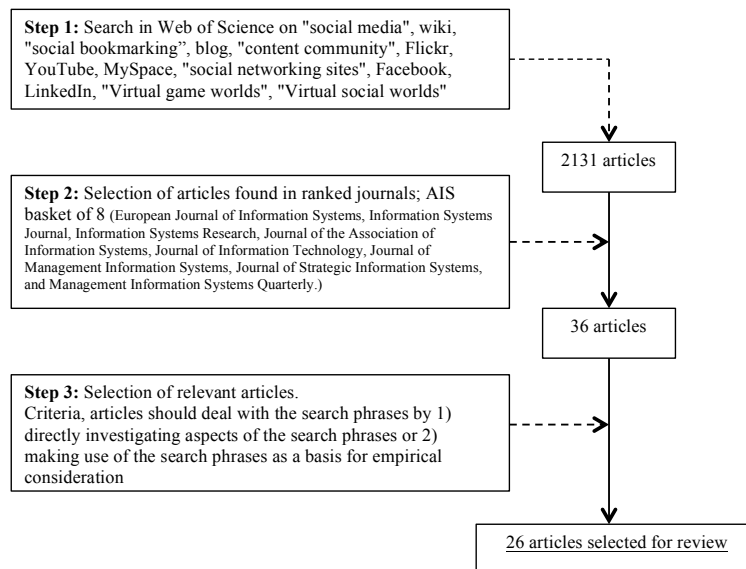 Step 1: Search in Web of Science on "social media", wiki,
"social bookmarking”, blog, "content community", Flickr,
YouTube, MySpace, "social networking sites", Facebook,
LinkedIn, "Virtual game worlds", "Virtual social worlds"
2131 articles
Step 2: Selection of articles found in ranked journals; AIS
basket of 8 (European Journal of Information Systems, Information Systems
Journal, Information Systems Research, Journal of the Association of
Information Systems, Journal of Information Technology, Journal of
Management Information Systems, Journal of Strategic Information Systems,
and Management Information Systems Quarterly.)
36 articles
Step 3: Selection of relevant articles.
Criteria, articles should deal with the search phrases by 1)
directly investigating aspects of the search phrases or 2)
making use of the search phrases as a basis for empirical
consideration
26 articles selected for review